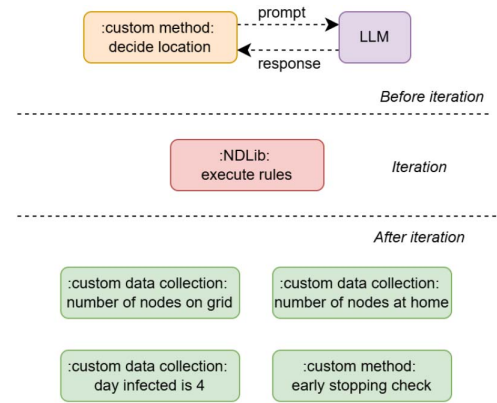 :custom method:
decide location
prompt
response
LLM
Before iteration
:NDLib:
execute rules
Iteration
After iteration
:custom data collection:
number of nodes on grid
:custom data collection:
number of nodes at home
:custom data collection:
day infected is 4
:custom method:
early stopping check